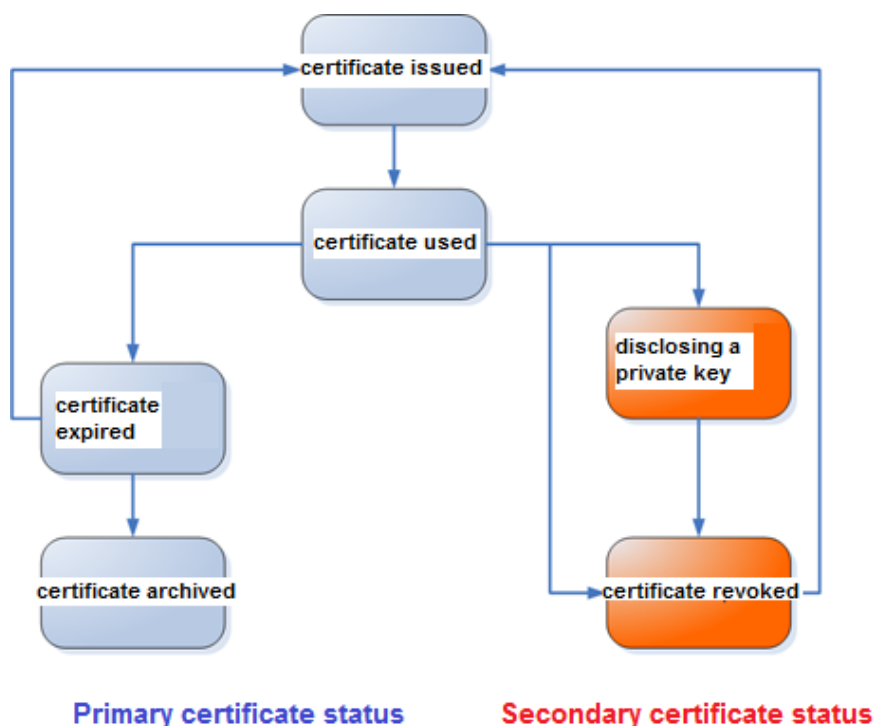 certificate issued
certificate used
disclosing a
private key
certificate
expired
certificate archived
certificate revoked
Primary certificate status
Secondary certificate status